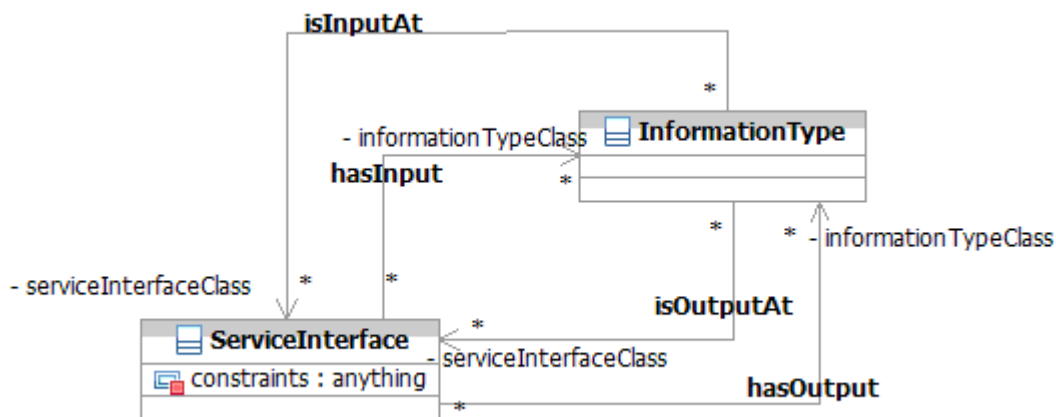 isInputAt
*
InformationType
- informationTypeClass
hasInput
*
*
* - informationTypeClass
- serviceInterfaceClass
*
*
isOutputAt
*
ServiceInterface
- serviceInterfaceClass
constraints : anything
hasOutput
*